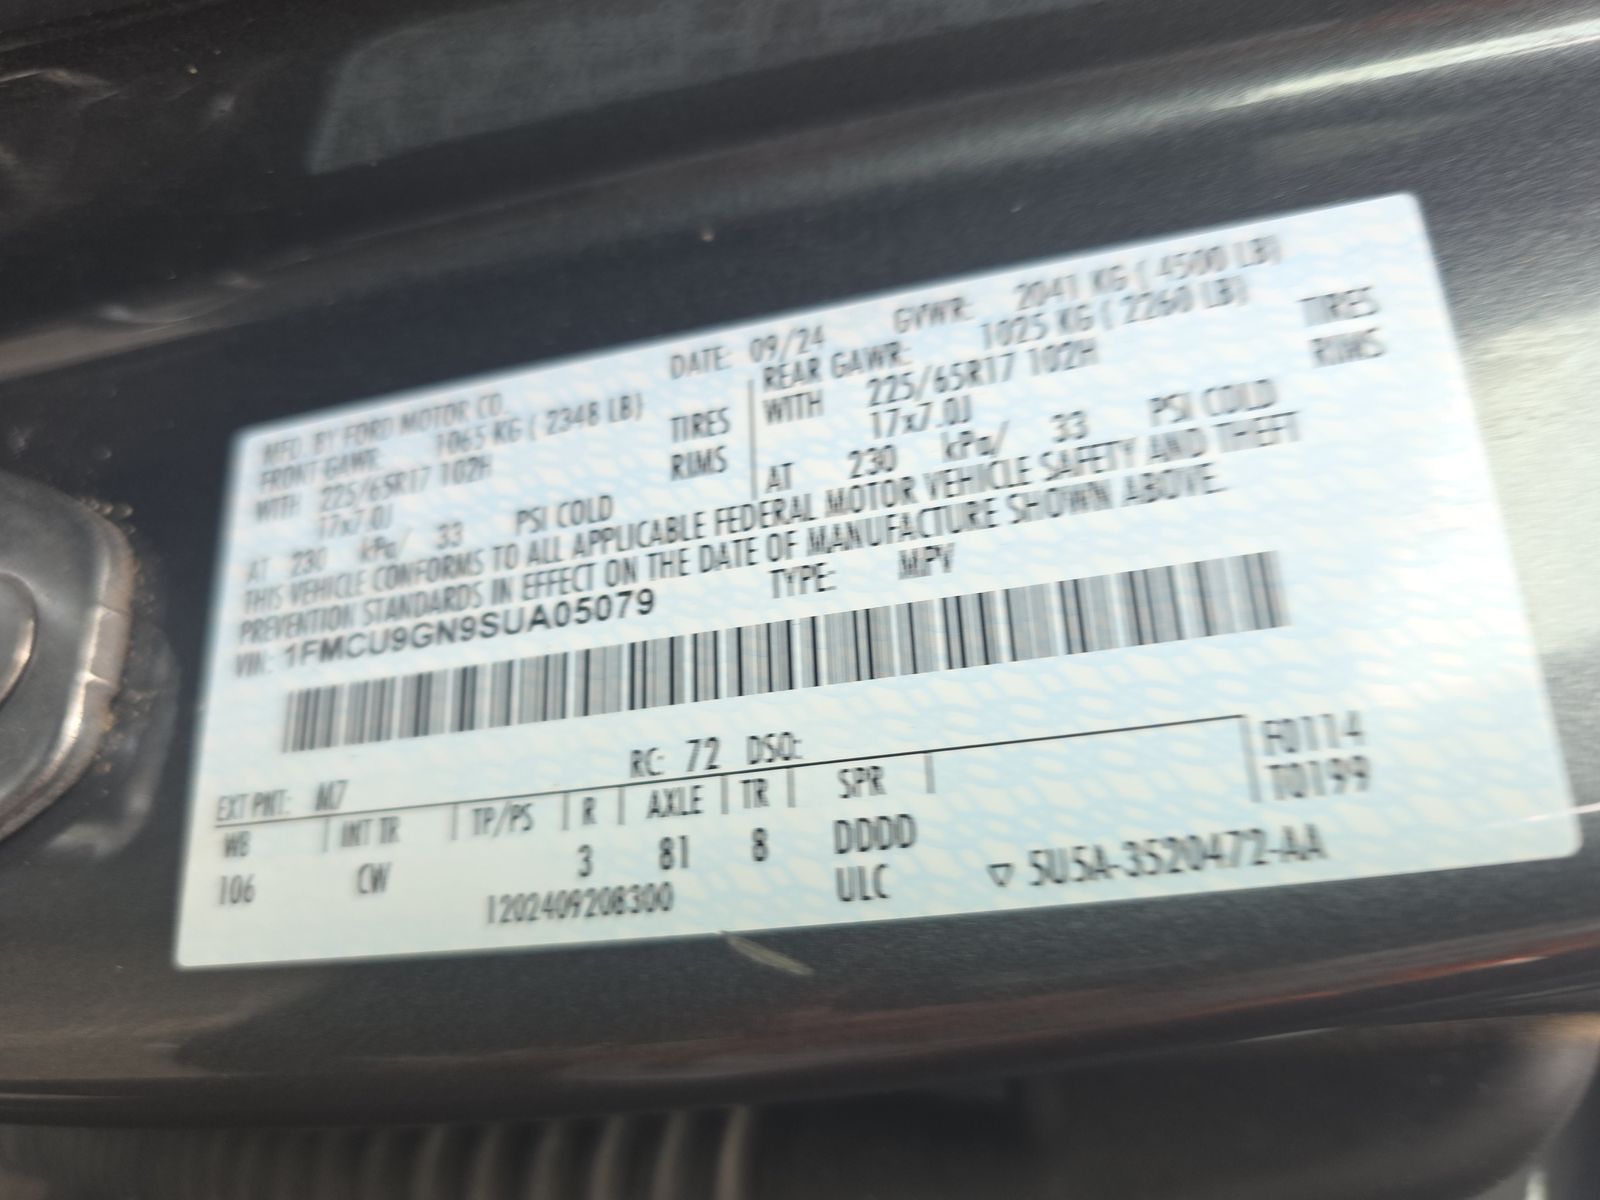 MFD. BY FORD MOTOR CO. DATE: 09/24 GVWR: 2041 KG ( 4500 LB)
FRONT GAWR: 1065 KG ( 2348 LB) REAR GAWR: 1025 KG ( 2260 LB)
WITH 225/65R17 102H TIRES WITH 225/65R17 102H TIRES
17x7.0J RIMS 17x7.0J RIMS
AT 230 kPa/ 33 PSI COLD AT 230 kPa/ 33 PSI COLD
THIS VEHICLE CONFORMS TO ALL APPLICABLE FEDERAL MOTOR VEHICLE SAFETY AND THEFT
PREVENTION STANDARDS IN EFFECT ON THE DATE OF MANUFACTURE SHOWN ABOVE.
VIN: 1FMCU9GN9SUA05079 TYPE: MPV
EXT PNT: M7 RC: 72 DSO: F0114
WB INT TR TP/PS R AXLE TR SPR T0199
106 CW 3 81 8 DDDD
1202409208300 ULC ▽ 5U5A-3520472-AA